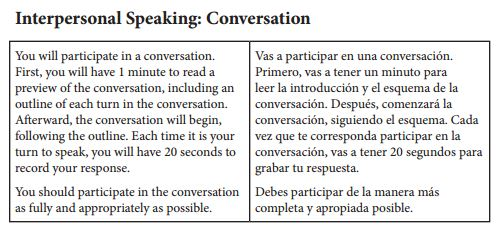 Interpersonal Speaking: Conversation
You will participate in a conversation.
First, you will have 1 minute to read a
preview of the conversation, including an
outline of each turn in the conversation.
Afterward, the conversation will begin,
following the outline. Each time it is your
turn to speak, you will have 20 seconds to
record your response.
You should participate in the conversation
as fully and appropriately as possible.
Vas a participar en una conversación.
Primero, vas a tener un minuto para
leer la introducción y el esquema de la
conversación. Después, comenzará la
conversación, siguiendo el esquema. Cada
vez que te corresponda participar en la
conversación, vas a tener 20 segundos para
grabar tu respuesta.
Debes participar de la manera más
completa y apropiada posible.